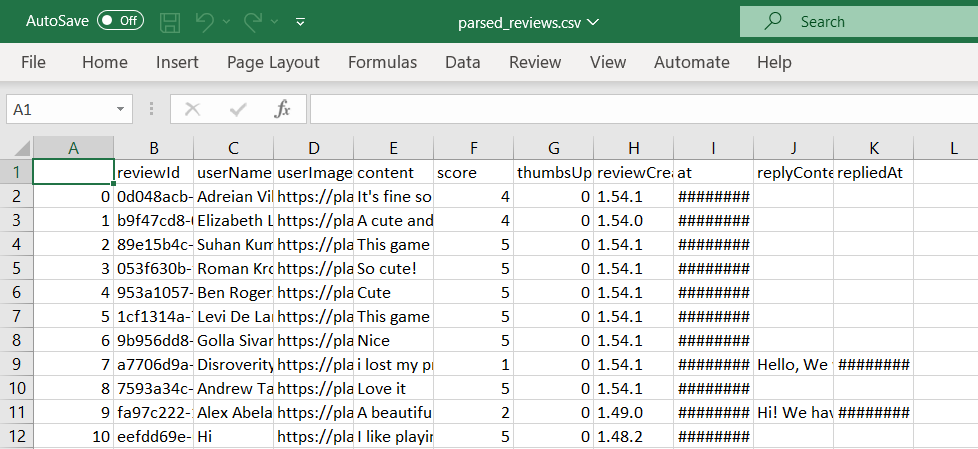 AutoSave Off parsed_reviews.csv Search
File Home Insert Page Layout Formulas Data Review View Automate Help
A1 fx
A B C D E F G H I J K L
1 reviewId userName userImage content score thumbsUp reviewCrea at replyConte repliedAt
2 0 0d048acb- Adreian Vil https://pla It's fine so 4 0 1.54.1 ########
3 1 b9f47cd8- Elizabeth L https://pla A cute and 4 0 1.54.0 ########
4 2 89e15b4c- Suhan Kum https://pla This game 5 0 1.54.1 ########
5 3 053f630b- Roman Kro https://pla So cute! 5 0 1.54.1 ########
6 4 953a1057- Ben Roger https://pla Cute 5 0 1.54.1 ########
7 5 1cf1314a- Levi De La https://pla This game 5 0 1.54.1 ########
8 6 9b956dd8- Golla Sivar https://pla Nice 5 0 1.54.1 ########
9 7 a7706d9a- Disroverity https://pla i lost my pr 1 0 1.54.1 ######## Hello, We ########
10 8 7593a34c- Andrew Ta https://pla Love it 5 0 1.54.1 ########
11 9 fa97c222- Alex Abela https://pla A beautifu 2 0 1.49.0 ######## Hi! We hav ########
12 10 eefdd69e- Hi https://pla I like playin 5 0 1.48.2 ########